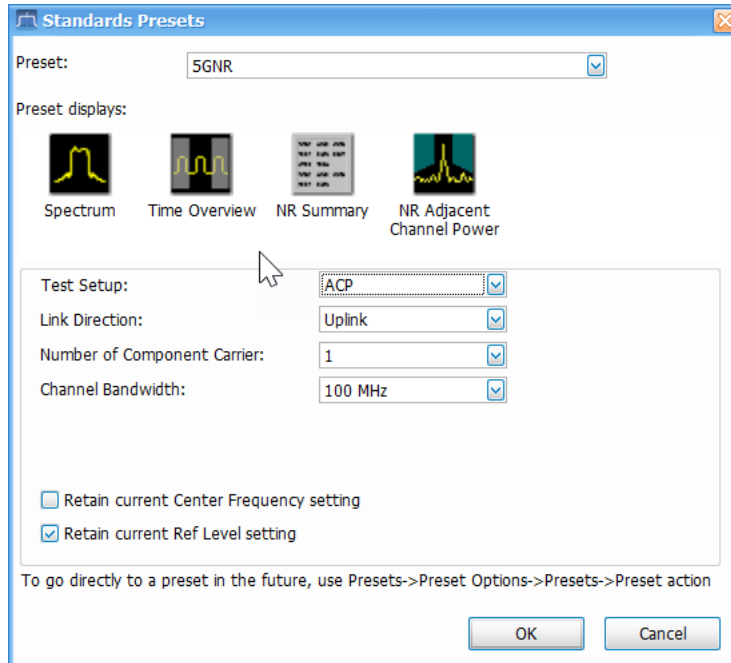 Standards Presets
Preset:
5GNR
Preset displays:
Spectrum
Time Overview
NR Summary
NR Adjacent
Channel Power
Test Setup:
ACP
Link Direction:
Uplink
Number of Component Carrier:
1
Channel Bandwidth:
100 MHz
Retain current Center Frequency setting
Retain current Ref Level setting
To go directly to a preset in the future, use Presets->Preset Options->Presets->Preset action
OK
Cancel